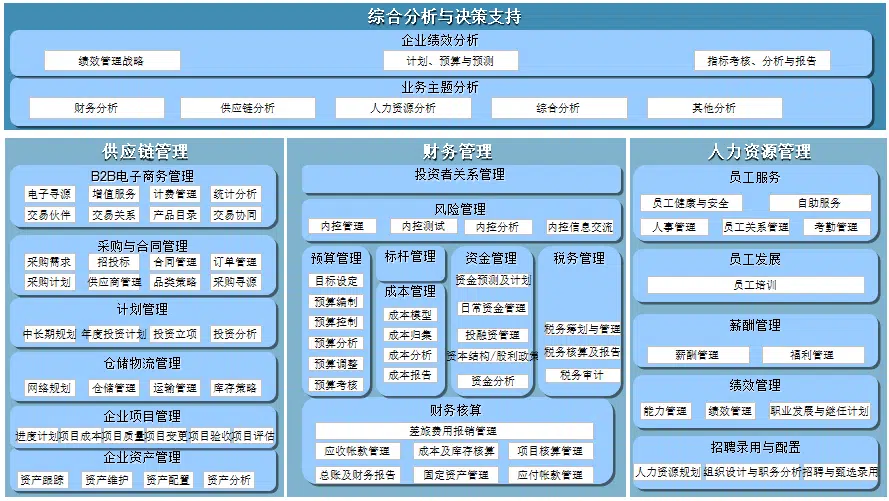 综合分析与决策支持
企业绩效分析
绩效管理战略 计划、预算与预测 指标考核、分析与报告
业务主题分析
财务分析 供应链分析 人力资源分析 综合分析 其他分析
供应链管理
B2B电子商务管理
电子寻源 增值服务 计费管理 统计分析
交易伙伴 交易关系 产品目录 交易协同
采购与合同管理
采购需求 招投标 合同管理 订单管理
采购计划 供应商管理 品类策略 采购寻源
计划管理
中长期规划 年度投资计划 投资立项 投资分析
仓储物流管理
网络规划 仓储管理 运输管理 库存策略
企业项目管理
进度计划 项目成本 项目质量 项目变更 项目验收 项目评估
企业资产管理
资产跟踪 资产维护 资产配置 资产分析
财务管理
投资者关系管理
风险管理
内控管理 内控测试 内控分析 内控信息交流
预算管理
目标设定
预算编制
预算控制
预算分析
预算调整
预算考核
标杆管理
成本管理
成本模型
成本归集
成本分析
成本报告
资金管理
资金预测及计划
日常资金管理
投融资管理
资本结构/股利政策
资金分析
税务管理
税务筹划与管理
税务核算及报告
税务审计
财务核算
差旅费用报销管理
应收帐款管理 成本及库存核算 项目核算管理
总账及财务报告 固定资产管理 应付帐款管理
人力资源管理
员工服务
员工健康与安全 自助服务
人事管理 员工关系管理 考勤管理
员工发展
员工培训
薪酬管理
薪酬管理 福利管理
绩效管理
能力管理 绩效管理 职业发展与继任计划
招聘录用与配置
人力资源规划 组织设计与职务分析 招聘与甄选录用